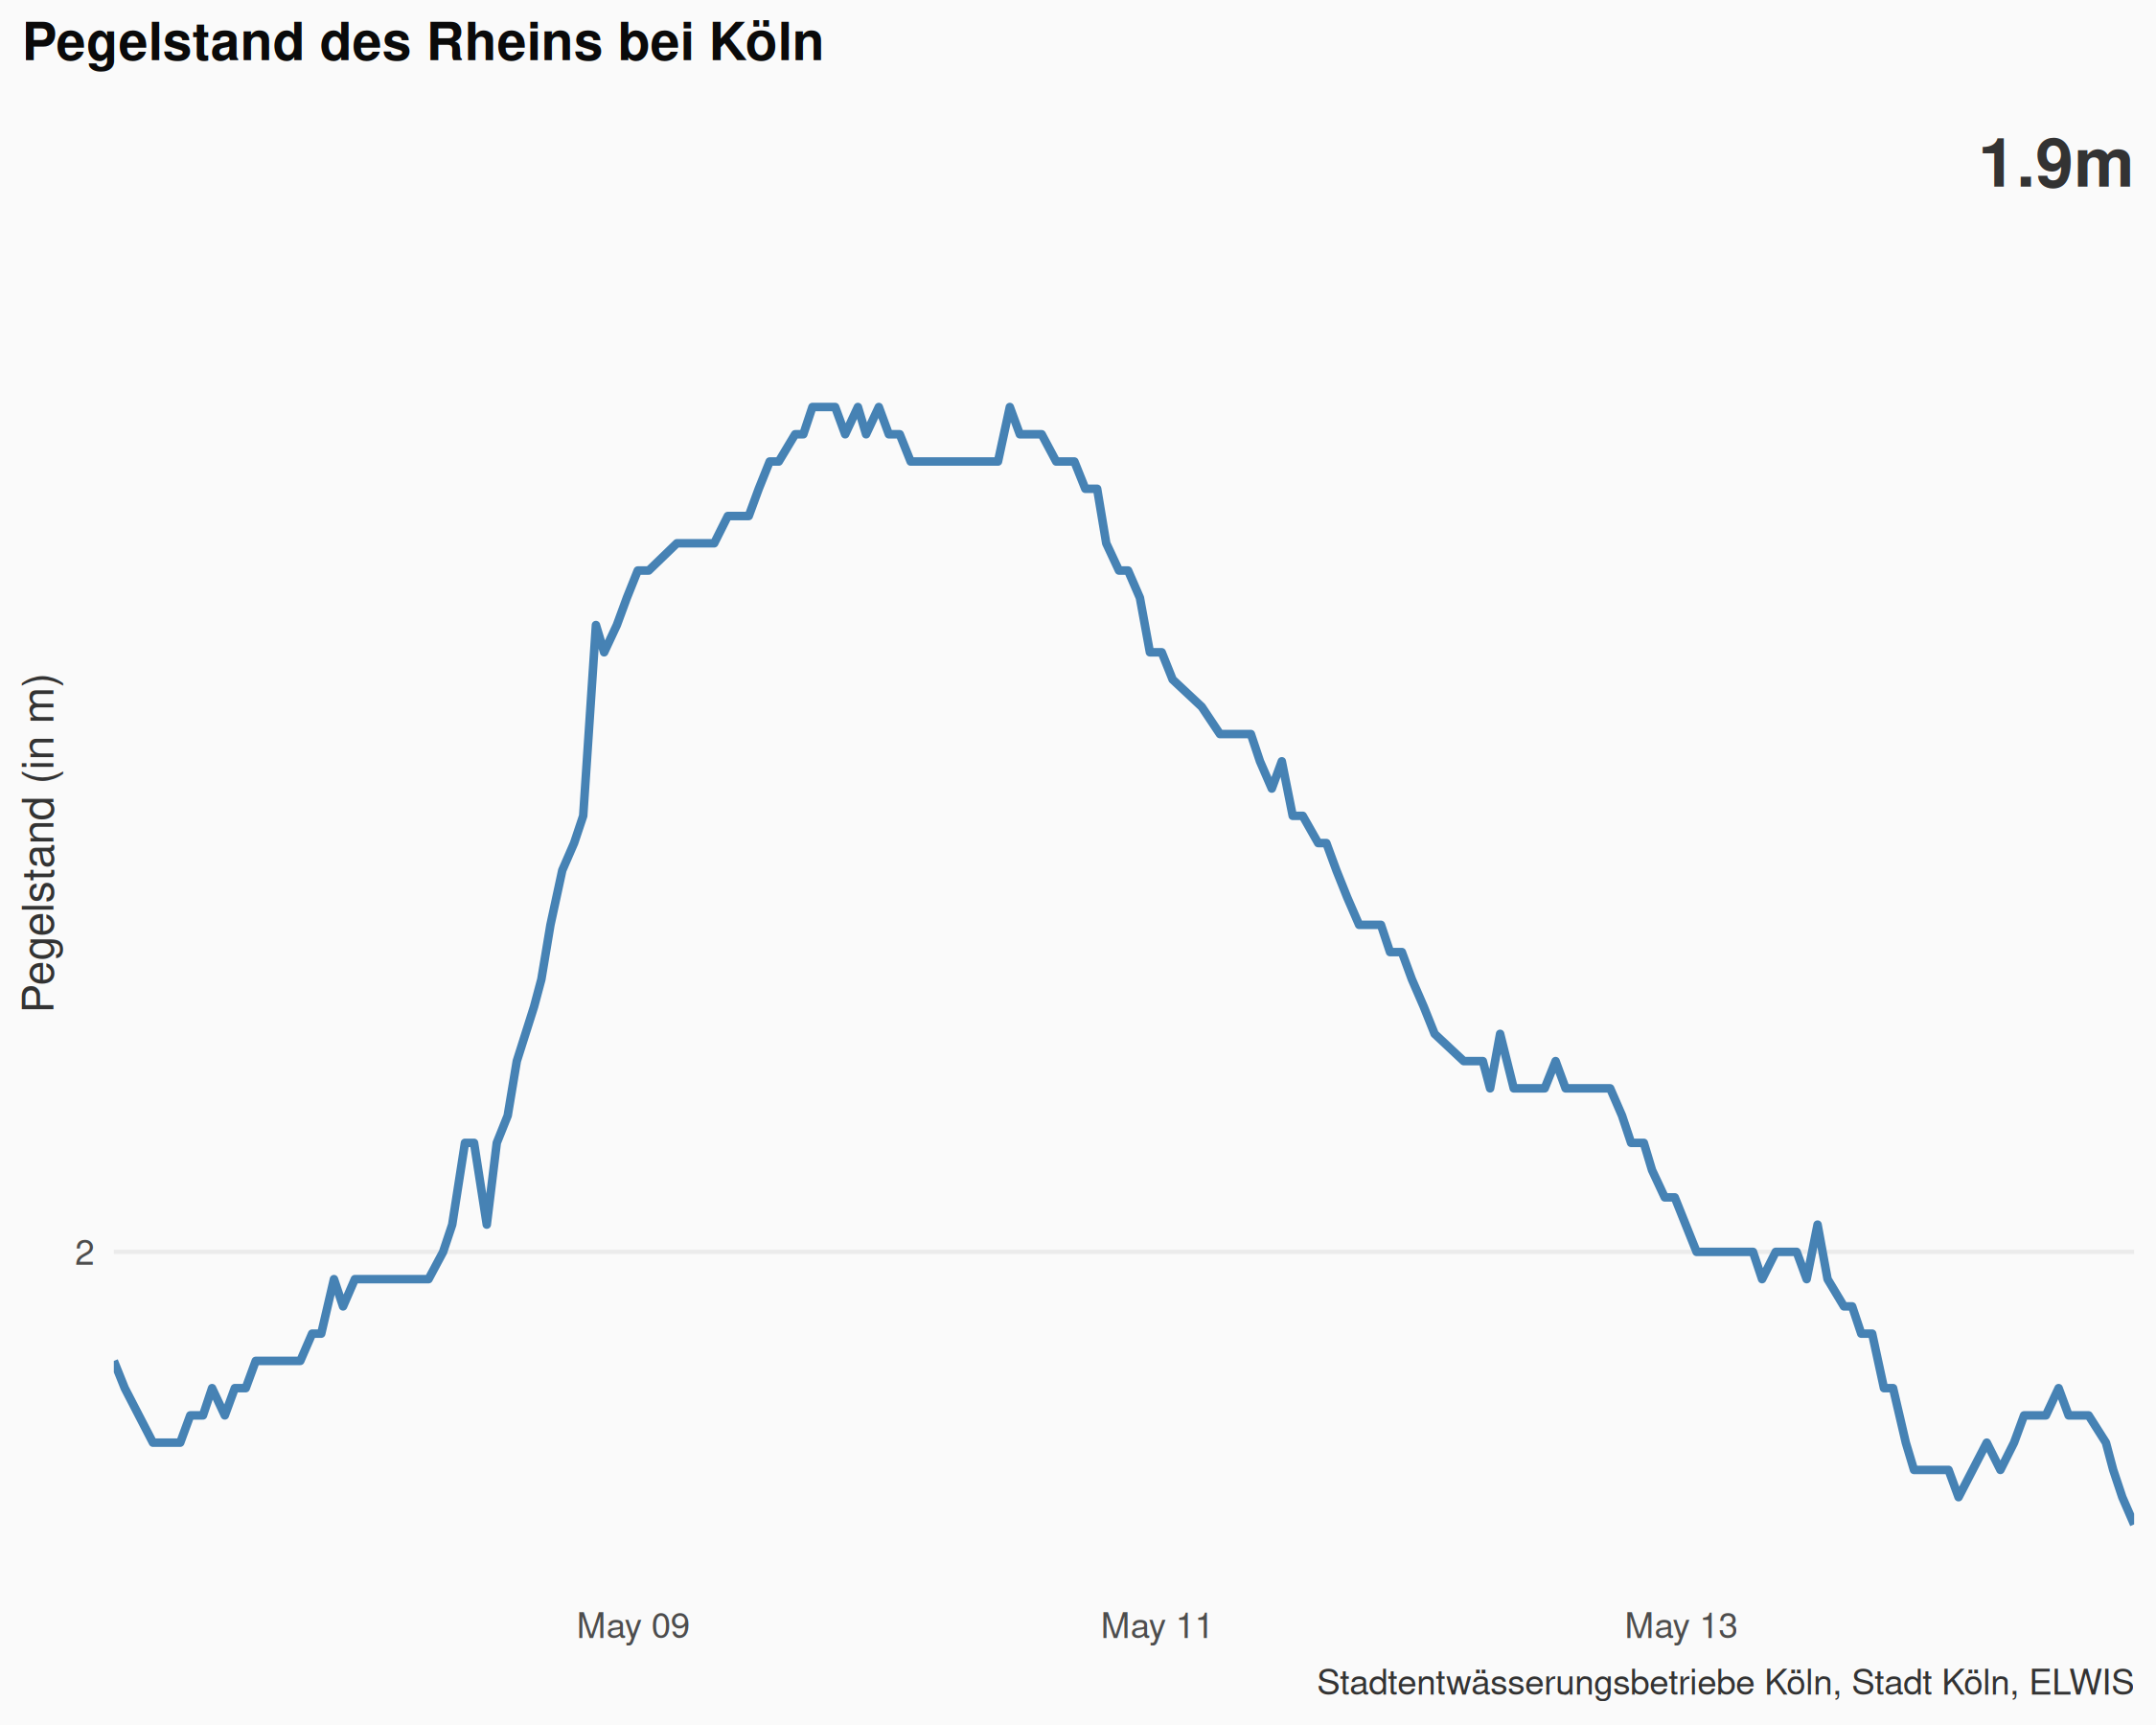 Pegelstand des Rheins bei Köln
1.9m
Pegelstand (in m)
2
May 09
May 11
May 13
Stadtentwässerungsbetriebe Köln, Stadt Köln, ELWIS